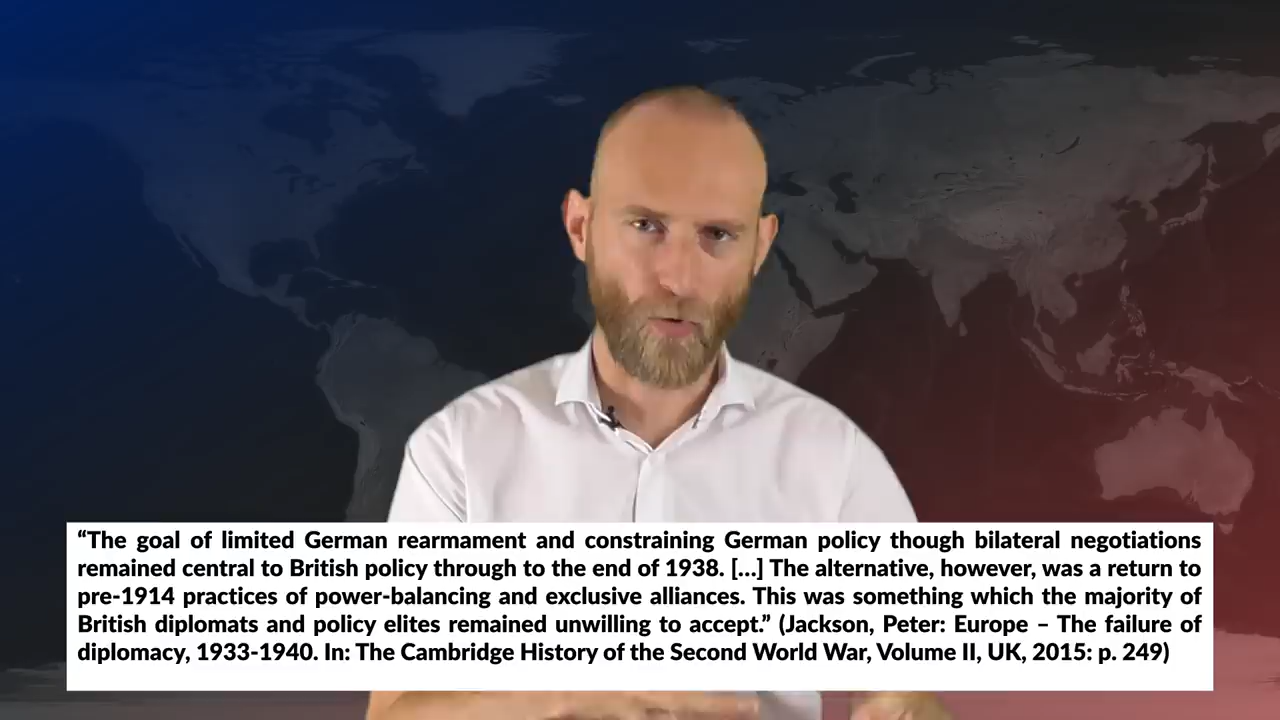 “The goal of limited German rearmament and constraining German policy though bilateral negotiations
remained central to British policy through to the end of 1938. [...] The alternative, however, was a return to
pre-1914 practices of power-balancing and exclusive alliances. This was something which the majority of
British diplomats and policy elites remained unwilling to accept.” (Jackson, Peter: Europe – The failure of
diplomacy, 1933-1940. In: The Cambridge History of the Second World War, Volume II, UK, 2015: p. 249)